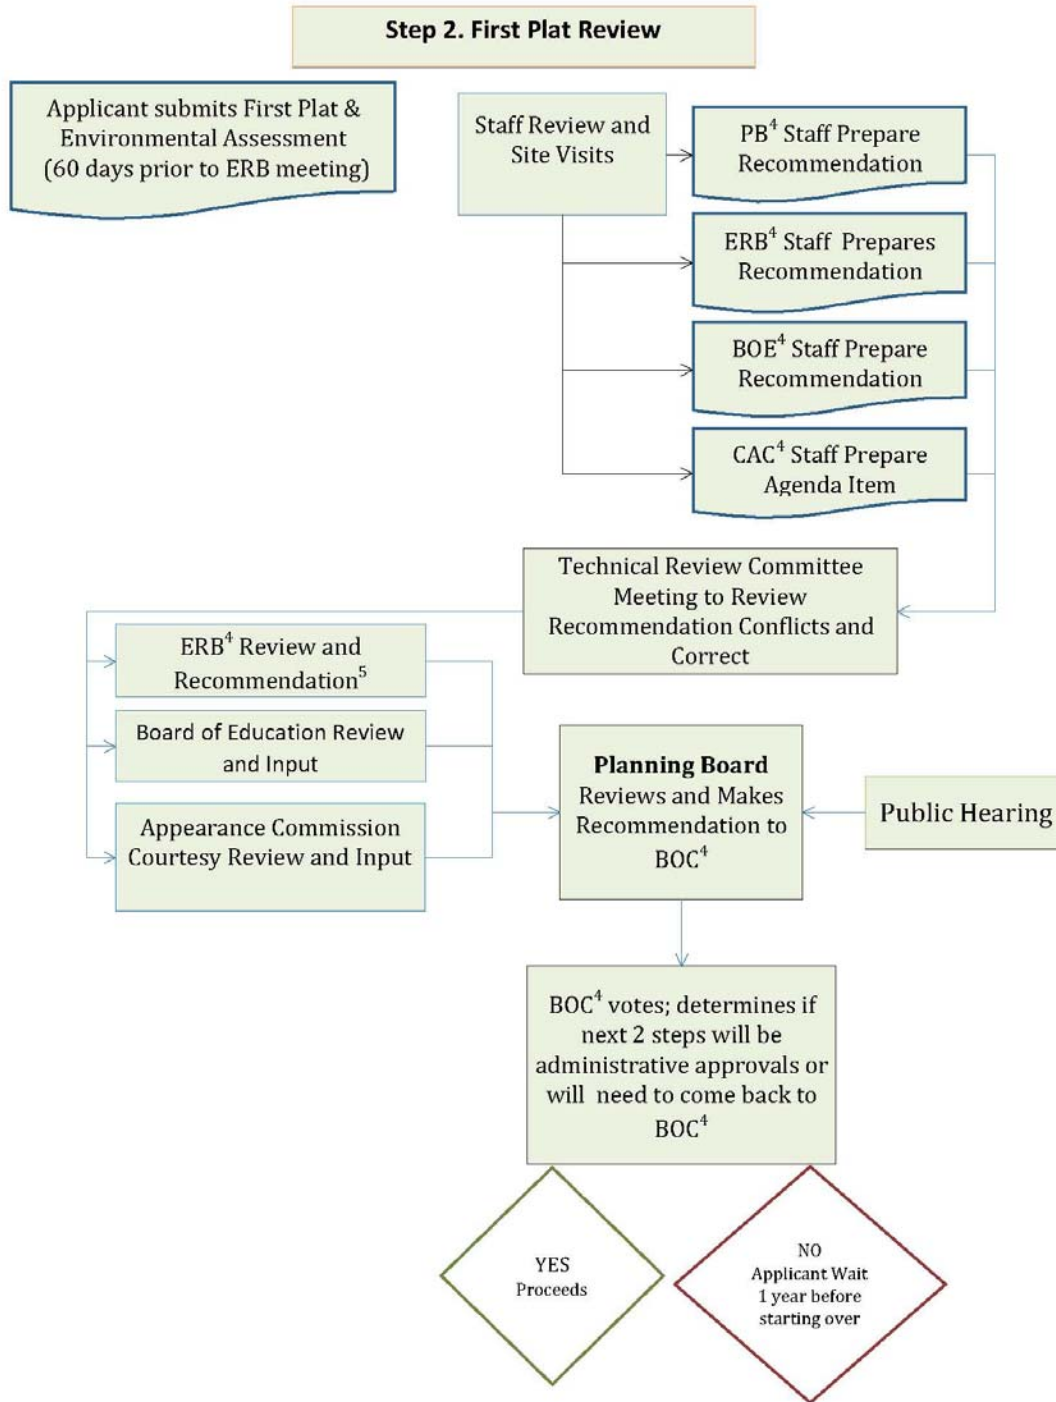 Step 2. First Plat Review
Applicant submits First Plat &
Environmental Assessment
(60 days prior to ERB meeting)
Staff Review and
Site Visits
PB⁴ Staff Prepare
Recommendation
ERB⁴ Staff Prepares
Recommendation
BOE⁴ Staff Prepare
Recommendation
CAC⁴ Staff Prepare
Agenda Item
Technical Review Committee
Meeting to Review
Recommendation Conflicts and
Correct
ERB⁴ Review and
Recommendation⁵
Board of Education Review
and Input
Appearance Commission
Courtesy Review and Input
Planning Board
Reviews and Makes
Recommendation to
BOC⁴
Public Hearing
BOC⁴ votes; determines if
next 2 steps will be
administrative approvals or
will need to come back to
BOC⁴
YES
Proceeds
NO
Applicant Wait
1 year before
starting over